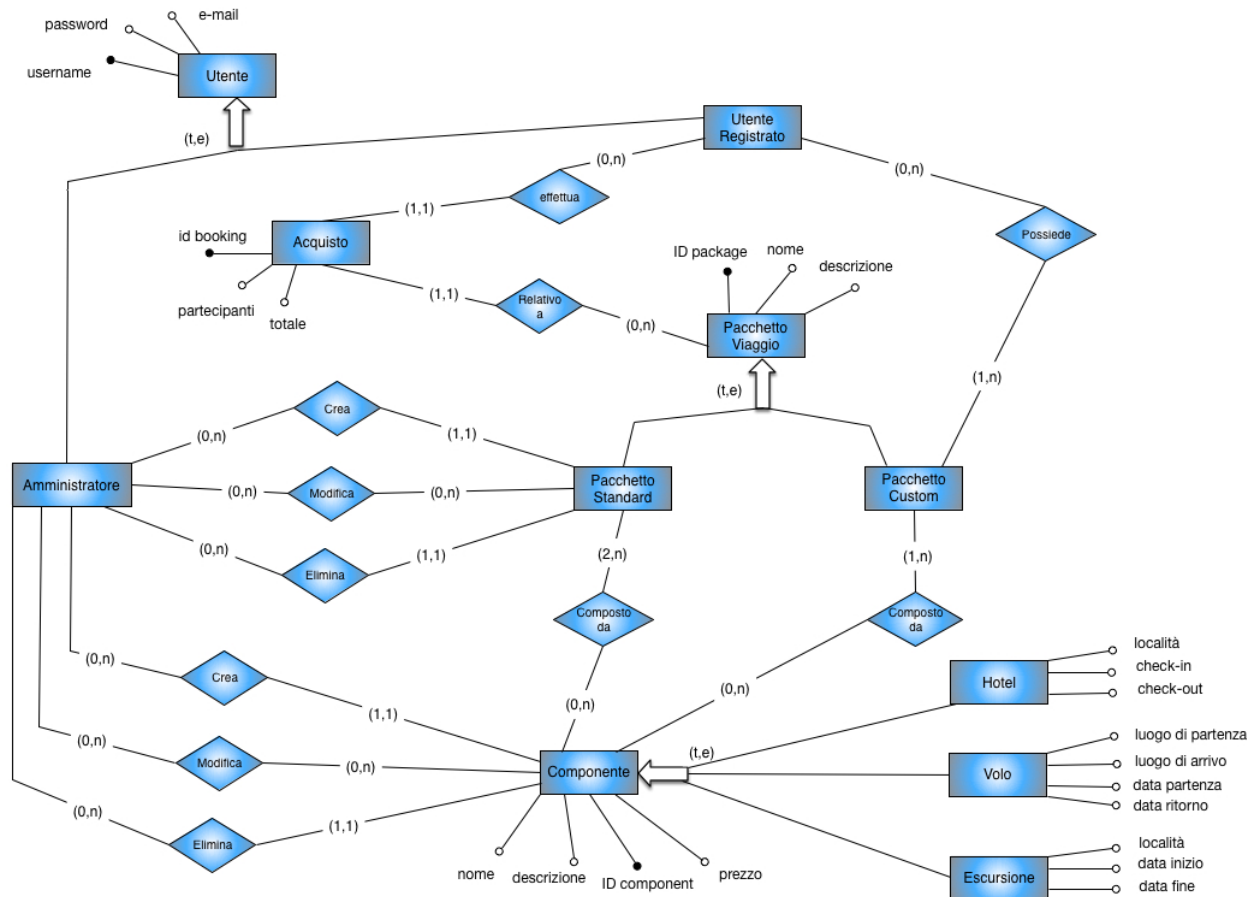 e-mail
password
username
Utente
(t,e)
Utente
Registrato
(0,n)
(0,n)
effettua
(1,1)
Possiede
id booking
Acquisto
partecipanti
totale
(1,1)
Relativo
a
(0,n)
ID package
nome
descrizione
Pacchetto
Viaggio
(t,e)
(1,n)
Crea
(0,n)
(1,1)
Amministratore
(0,n)
Modifica
(0,n)
Pacchetto
Standard
Pacchetto
Custom
(0,n)
Elimina
(1,1)
(2,n)
(1,n)
Composto
da
Composto
da
(0,n)
Crea
(1,1)
(0,n)
(0,n)
Hotel
località
check-in
check-out
(0,n)
Modifica
(0,n)
Componente
(t,e)
Volo
luogo di partenza
luogo di arrivo
data partenza
data ritorno
(0,n)
Elimina
(1,1)
nome
descrizione
ID component
prezzo
Escursione
località
data inizio
data fine